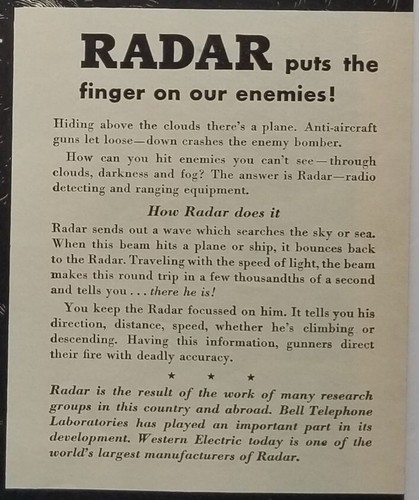 RADAR puts the
finger on our enemies!
Hiding above the clouds there's a plane. Anti-aircraft
guns let loose—down crashes the enemy bomber.
How can you hit enemies you can't see—through
clouds, darkness and fog? The answer is Radar—radio
detecting and ranging equipment.
How Radar does it
Radar sends out a wave which searches the sky or sea.
When this beam hits a plane or ship, it bounces back
to the Radar. Traveling with the speed of light, the beam
makes this round trip in a few thousandths of a second
and tells you . . . there he is!
You keep the Radar focussed on him. It tells you his
direction, distance, speed, whether he's climbing or
descending. Having this information, gunners direct
their fire with deadly accuracy.
★ ★ ★
Radar is the result of the work of many research
groups in this country and abroad. Bell Telephone
Laboratories has played an important part in its
development. Western Electric today is one of the
world's largest manufacturers of Radar.